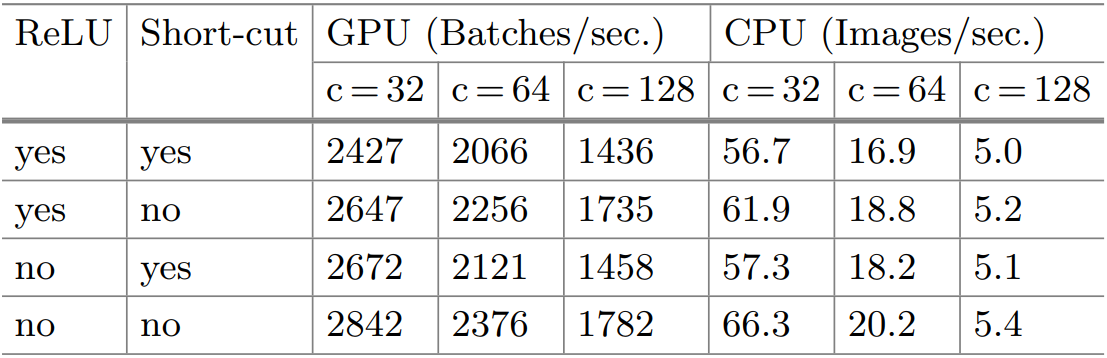 ReLU Short-cut GPU (Batches/sec.) CPU (Images/sec.)
c = 32 c = 64 c = 128 c = 32 c = 64 c = 128
yes yes 2427 2066 1436 56.7 16.9 5.0
yes no 2647 2256 1735 61.9 18.8 5.2
no yes 2672 2121 1458 57.3 18.2 5.1
no no 2842 2376 1782 66.3 20.2 5.4